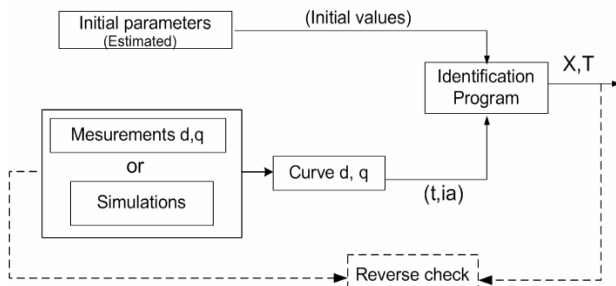 Initial parameters
(Estimated)
(Initial values)
Identification
Program
X,T
Mesurements d,q
or
Simulations
Curve d, q
(t,ia)
Reverse check